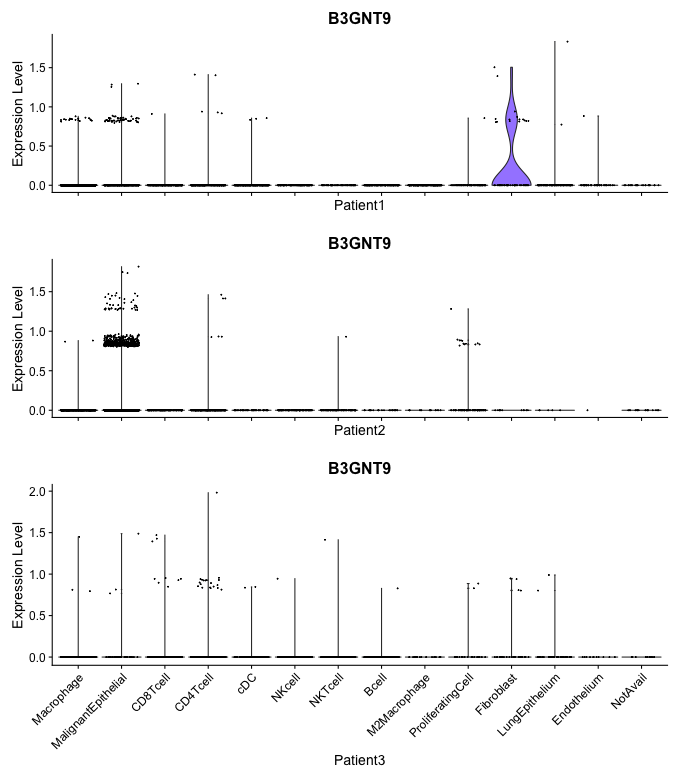 B3GNT9
Expression Level
1.5
1.0
0.5
0.0
Patient1
B3GNT9
Expression Level
1.5
1.0
0.5
0.0
Patient2
B3GNT9
Expression Level
2.0
1.5
1.0
0.5
0.0
Macrophage
MalignantEpithelial
CD8Tcell
CD4Tcell
cDC
NKcell
NKTcell
Bcell
M2Macrophage
ProliferatingCell
Fibroblast
LungEpithelium
Endothelium
NotAvail
Patient3